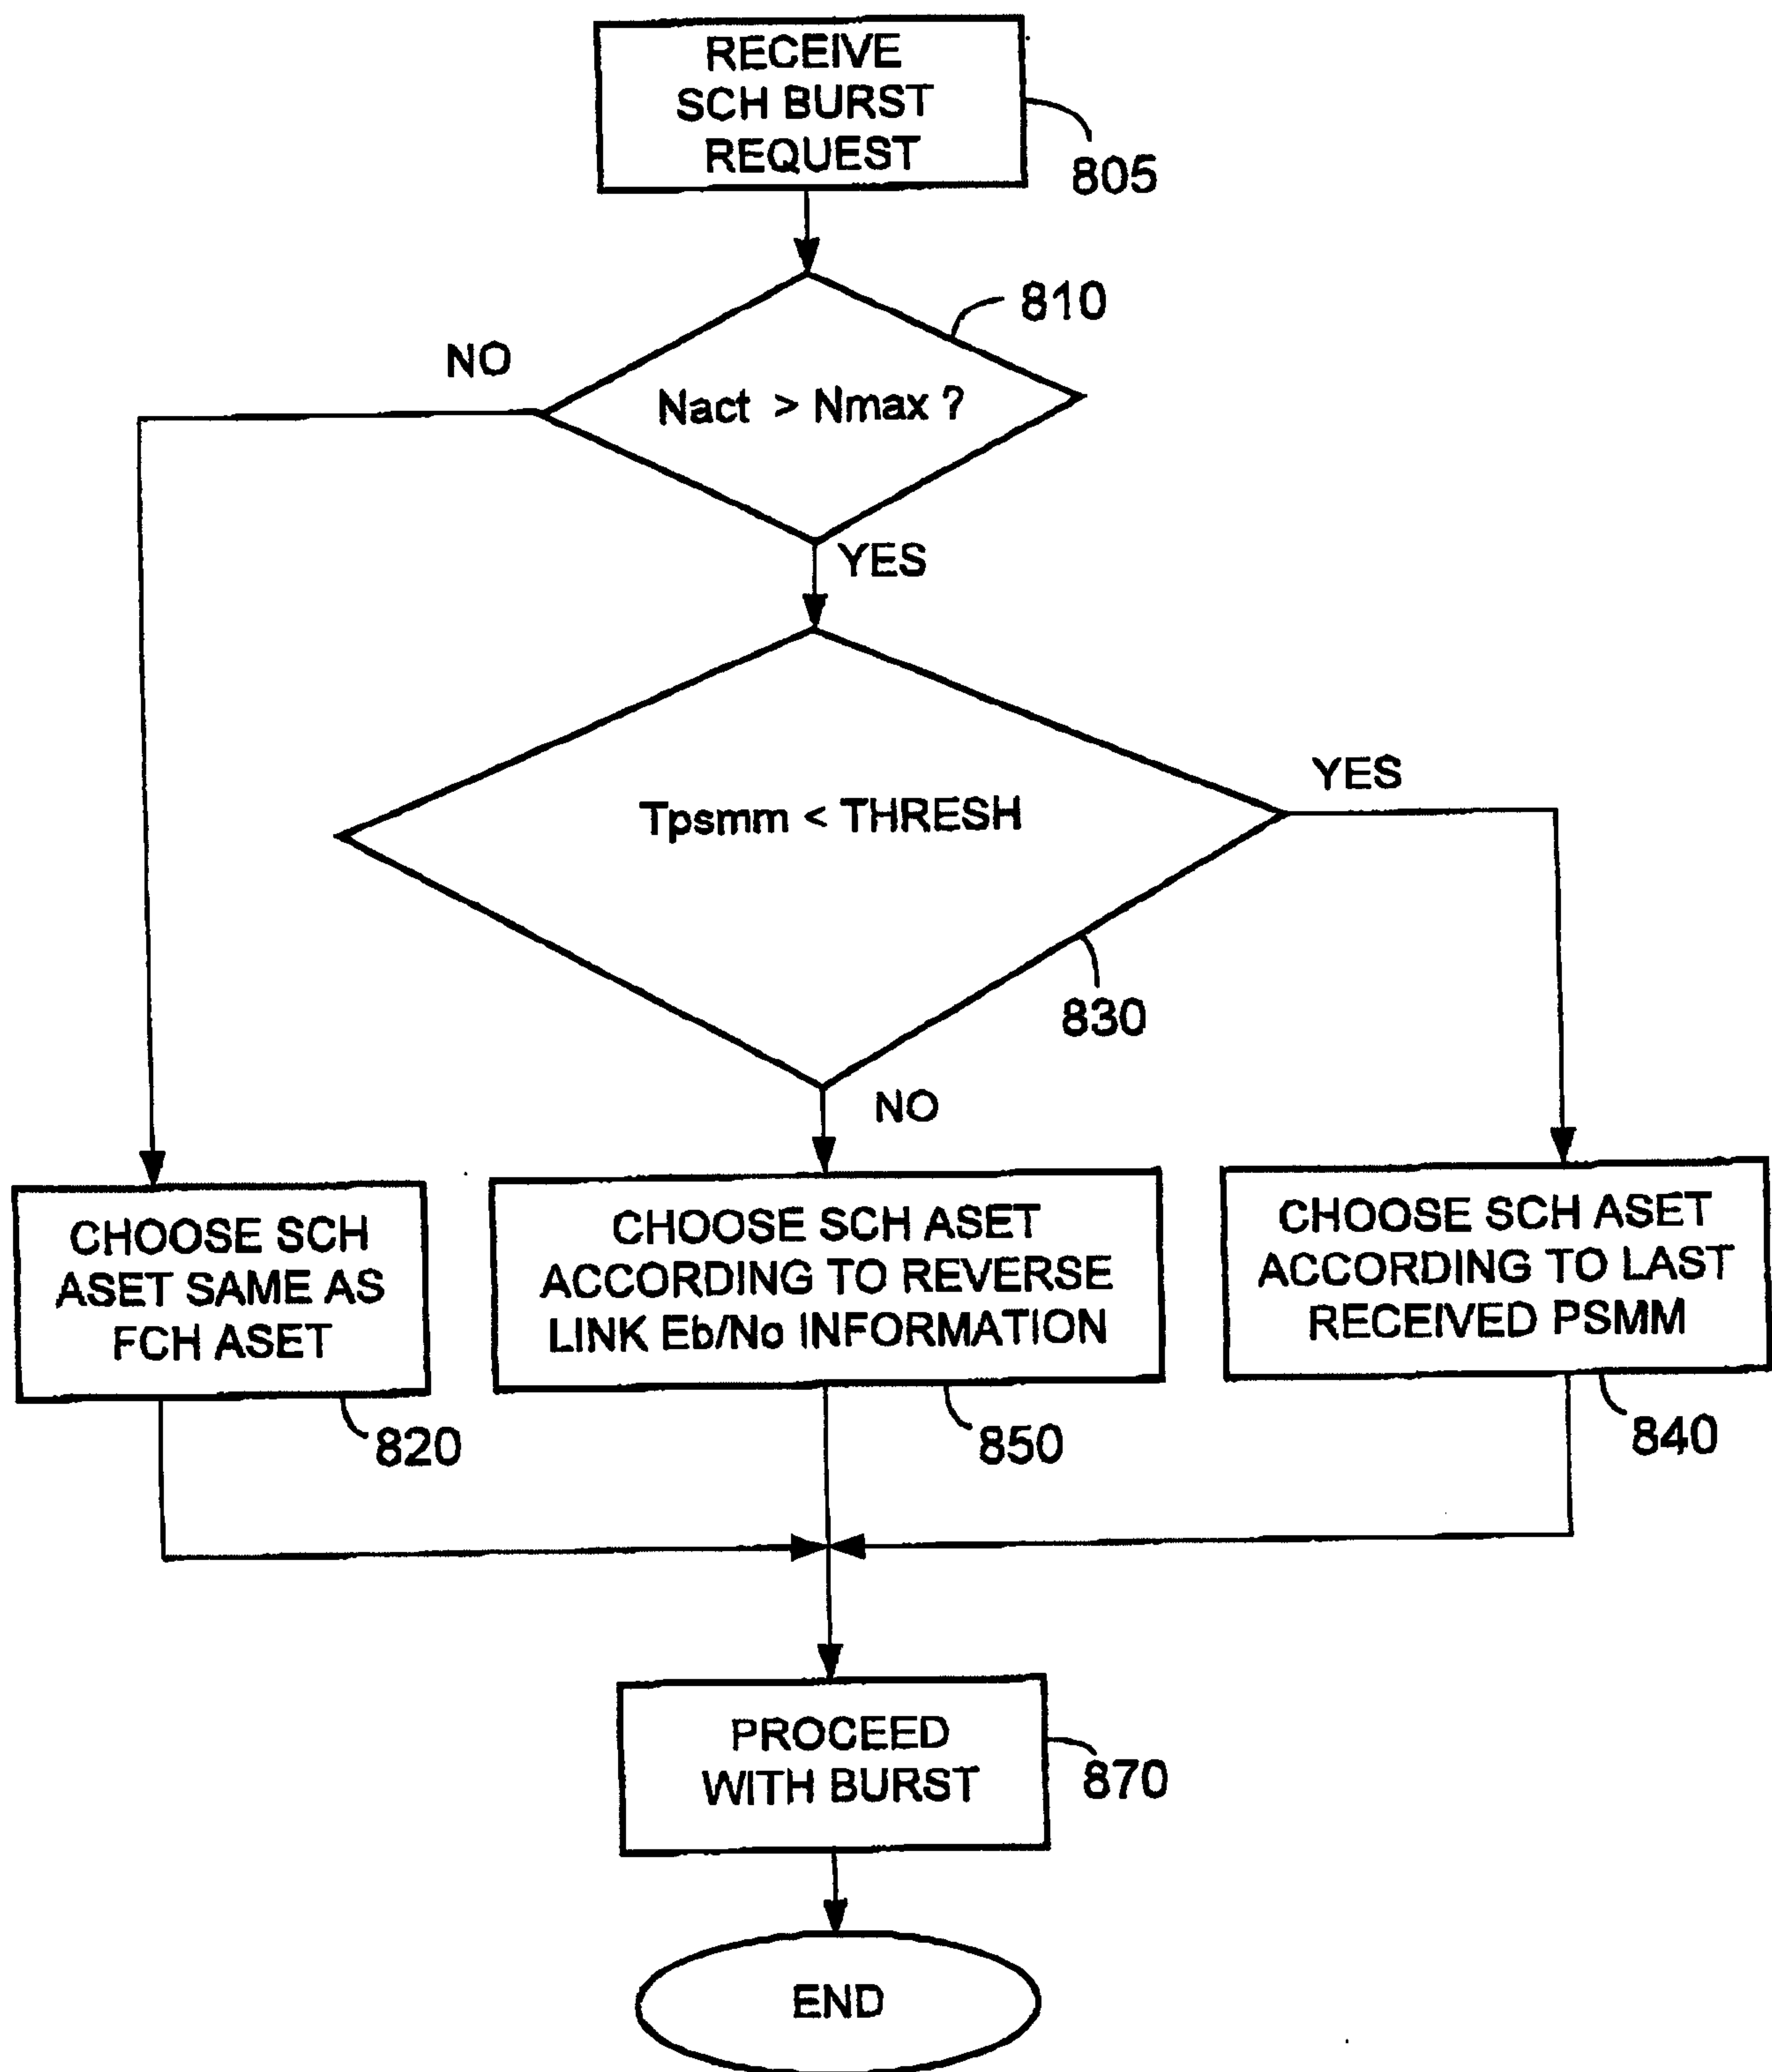 RECEIVE
SCH BURST
REQUEST
805
810
NO
Nact > Nmax ?
YES
YES
Tpsmm < THRESH
830
NO
CHOOSE SCH
ASET SAME AS
FCH ASET
820
CHOOSE SCH ASET
ACCORDING TO REVERSE
LINK Eb/No INFORMATION
850
CHOOSE SCH ASET
ACCORDING TO LAST
RECEIVED PSMM
840
PROCEED
WITH BURST
870
END